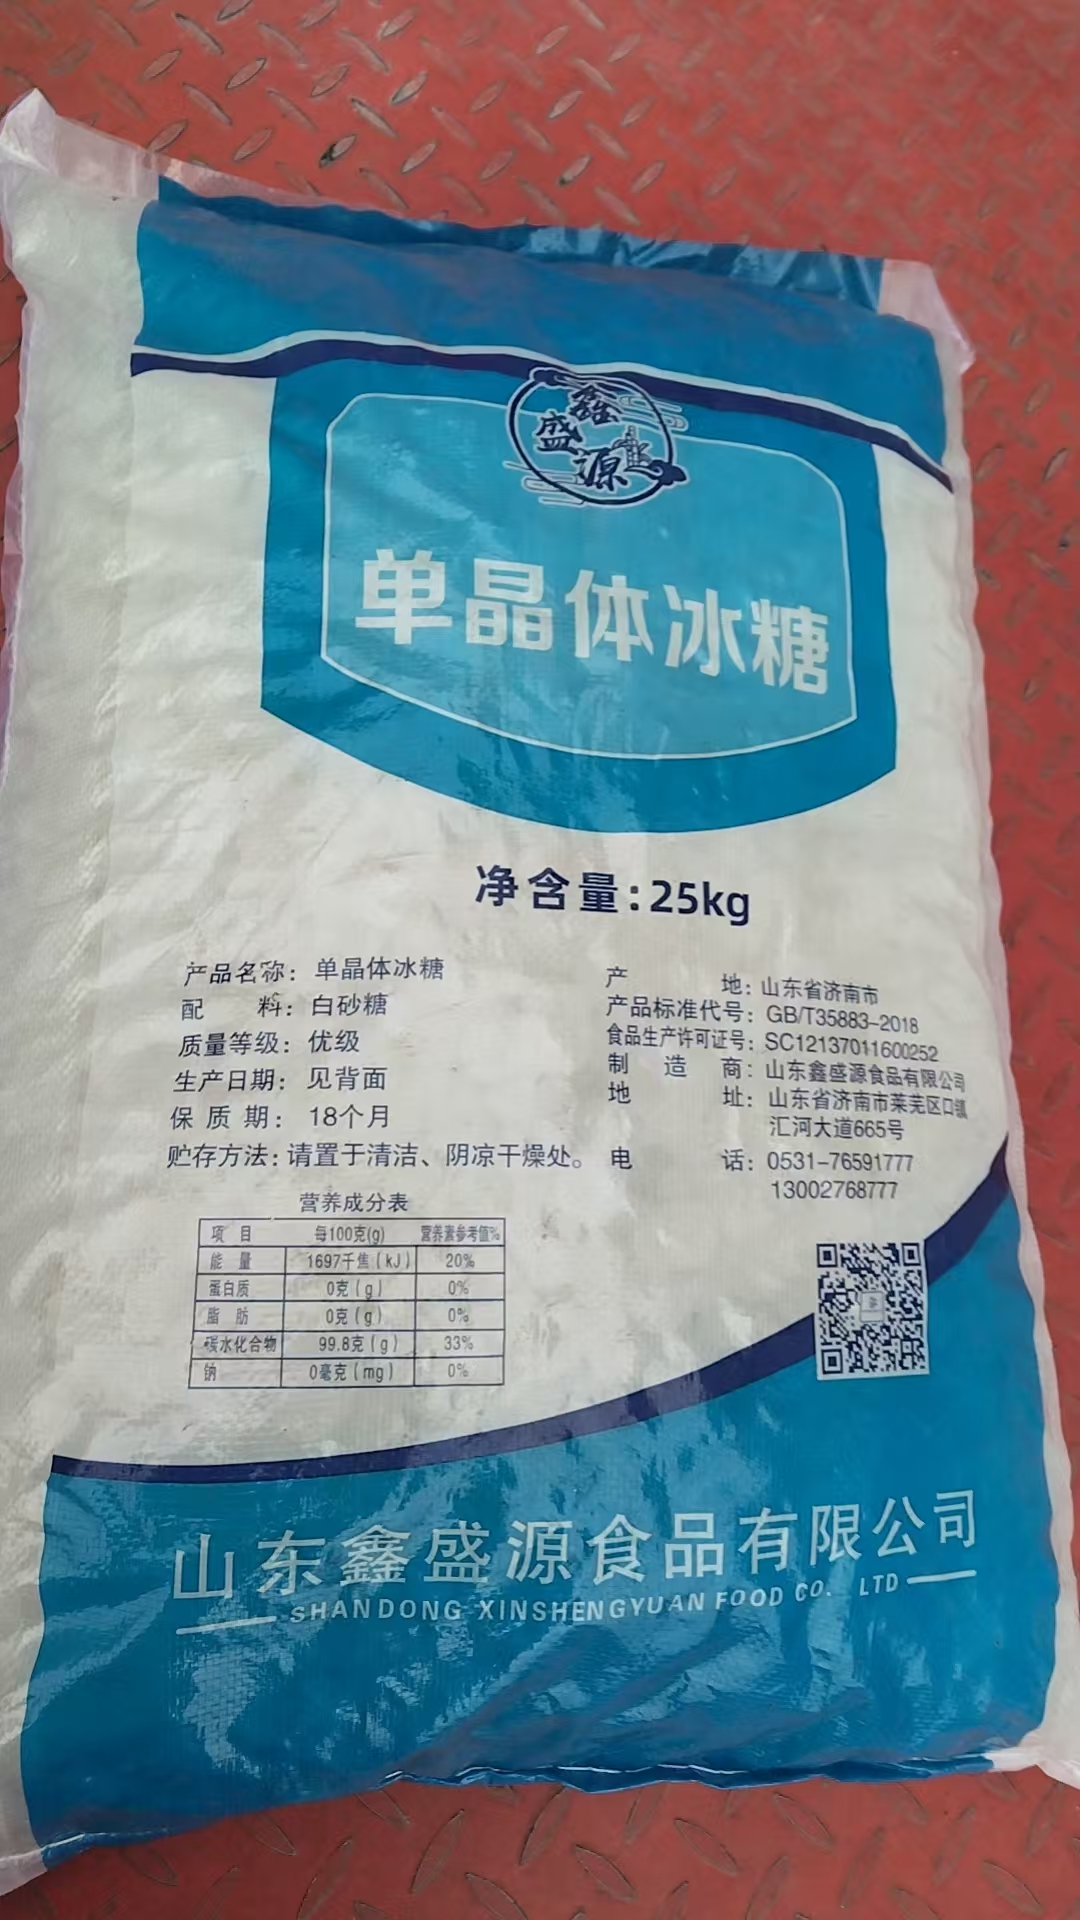 鑫
盛
源
单晶体冰糖
净含量:25kg
产品名称: 单晶体冰糖
配 料: 白砂糖
质量等级: 优级
生产日期: 见背面
保质期: 18个月
贮存方法: 请置于清洁、阴凉干燥处。
产 地: 山东省济南市
产品标准代号: GB/T35883-2018
食品生产许可证号: SC12137011600252
制 造 商: 山东鑫盛源食品有限公司
地 址: 山东省济南市莱芜区口镇
汇河大道665号
电 话: 0531-76591777
13002768777
营养成分表
项 目 每100克(g) 营养素参考值%
能 量 1697千焦(kJ) 20%
蛋白质 0克(g) 0%
脂 肪 0克(g) 0%
碳水化合物 99.8克(g) 33%
钠 0毫克(mg) 0%
山东鑫盛源食品有限公司
SHANDONG XINSHENGYUAN FOOD CO. LTD